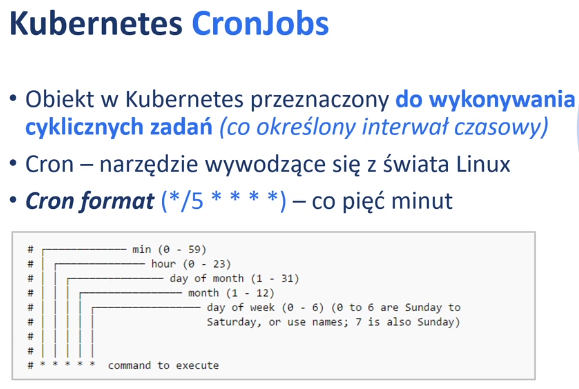 Kubernetes CronJobs
• Obiekt w Kubernetes przeznaczony do wykonywania
cyklicznych zadań (co określony interwał czasowy)
• Cron – narzędzie wywodzące się z świata Linux
• Cron format (*/5 * * * *) – co pięć minut
# ┌───────────── min (0 - 59)
# │ ┌───────────── hour (0 - 23)
# │ │ ┌───────────── day of month (1 - 31)
# │ │ │ ┌───────────── month (1 - 12)
# │ │ │ │ ┌───────────── day of week (0 - 6) (0 to 6 are Sunday to
# │ │ │ │ │ Saturday, or use names; 7 is also Sunday)
# │ │ │ │ │
# │ │ │ │ │
# * * * * * command to execute